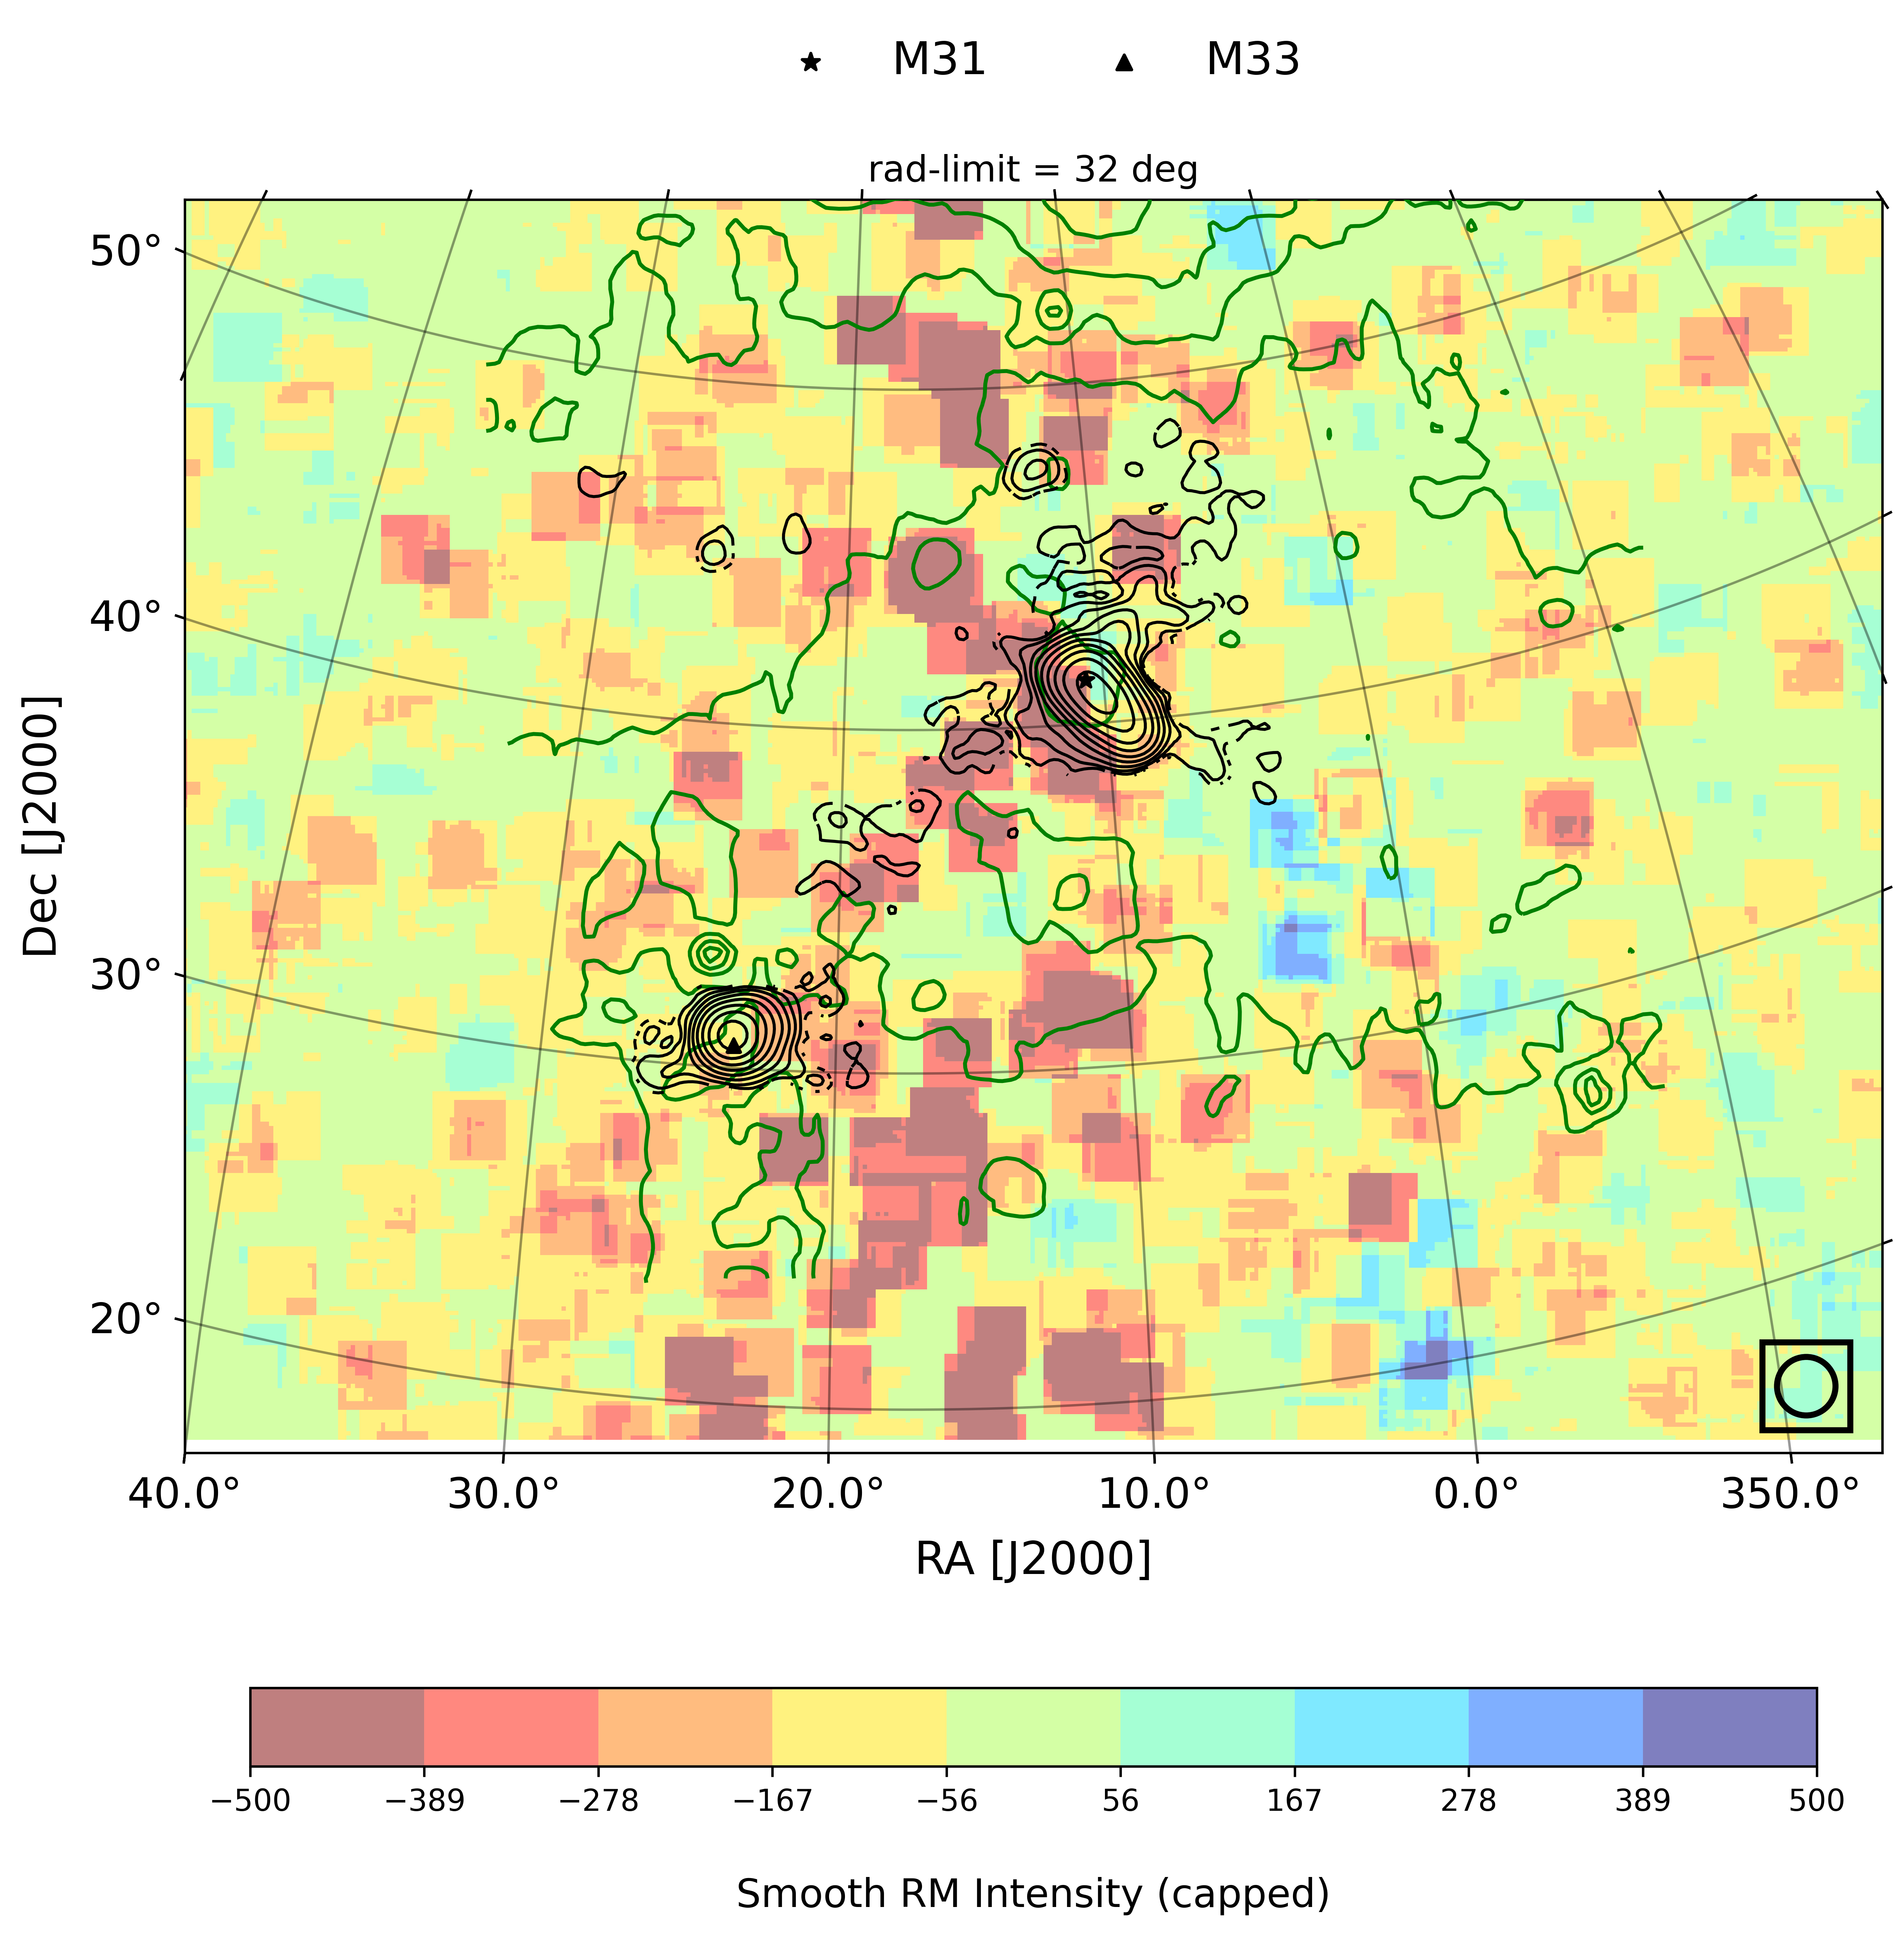 ★ M31 ▲ M33
rad-limit = 32 deg
50°
40°
30°
20°
Dec [J2000]
40.0° 30.0° 20.0° 10.0° 0.0° 350.0°
RA [J2000]
−500 −389 −278 −167 −56 56 167 278 389 500
Smooth RM Intensity (capped)